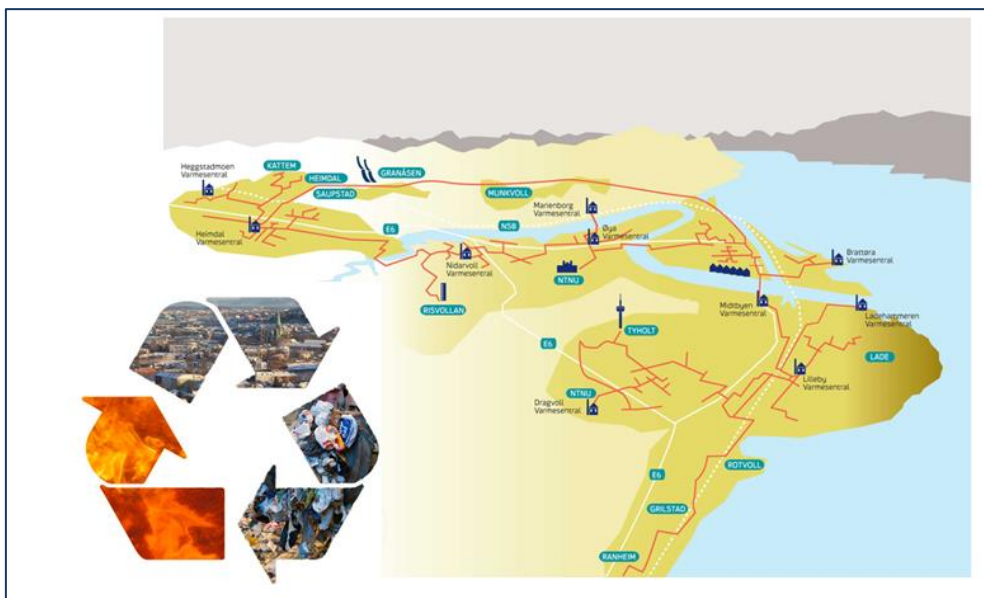 Heggstadmoen
Varmesentral
KATTEM
HEIMDAL
SAUPSTAD
GRANÅSEN
MUNKVOLL
Marienborg
Varmesentral
Heimdal
Varmesentral
E6
NSB
Øya
Varmesentral
Nidarvoll
Varmesentral
NTNU
Brattøra
Varmesentral
RISVOLLAN
Midtbyen
Varmesentral
Ladehammeren
Varmesentral
TYHOLT
E6
LADE
Lilleby
Varmesentral
NTNU
Dragvoll
Varmesentral
E6
ROTVOLL
GRILSTAD
RANHEIM